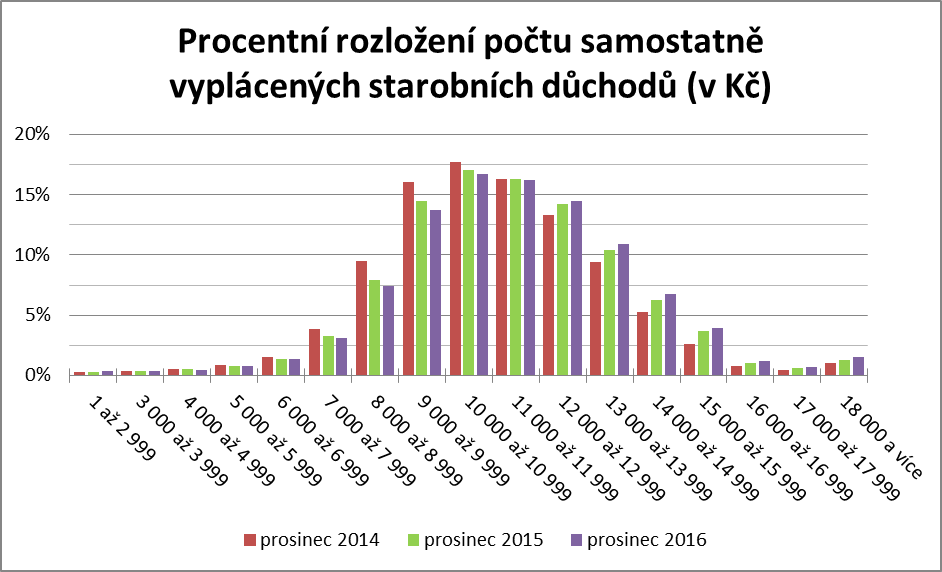 Procentní rozložení počtu samostatně
vyplácených starobních důchodů (v Kč)
20%
15%
10%
5%
0%
1 až 2 999
3 000 až 3 999
4 000 až 4 999
5 000 až 5 999
6 000 až 6 999
7 000 až 7 999
8 000 až 8 999
9 000 až 9 999
10 000 až 10 999
11 000 až 11 999
12 000 až 12 999
13 000 až 13 999
14 000 až 14 999
15 000 až 15 999
16 000 až 16 999
17 000 až 17 999
18 000 a více
prosinec 2014
prosinec 2015
prosinec 2016